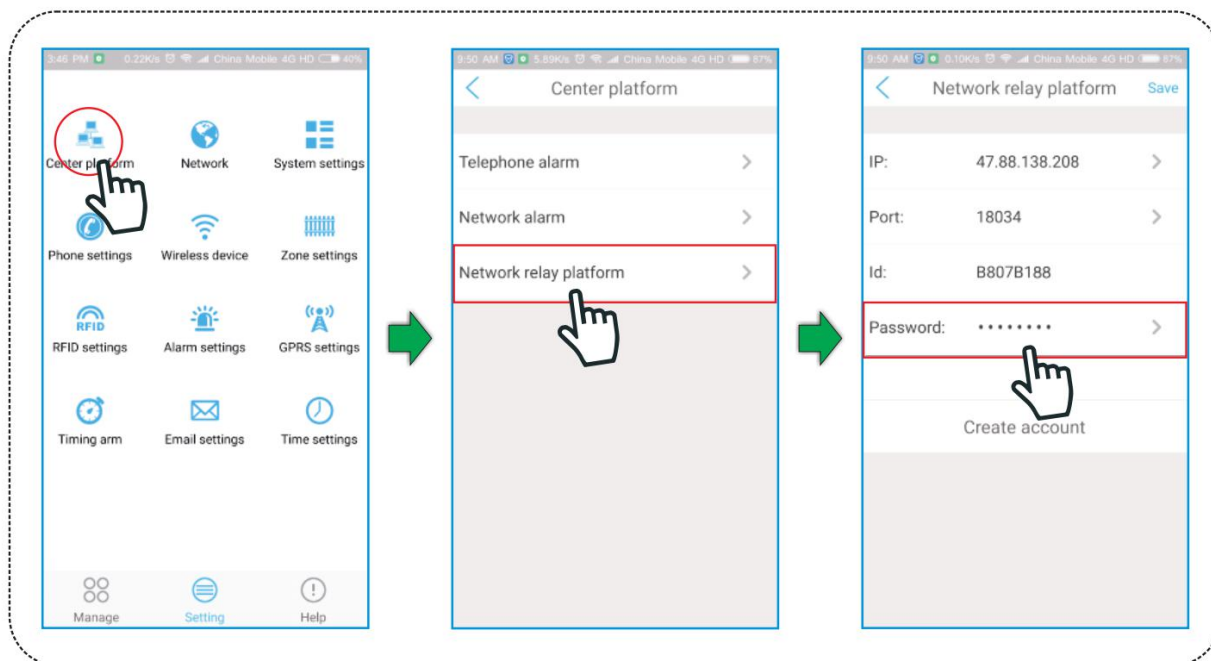 3:46 PM 0.22K/s China Mobile 4G HD 40%
Center platform
Network
System settings
Phone settings
Wireless device
Zone settings
RFID
RFID settings
Alarm settings
GPRS settings
Timing arm
Email settings
Time settings
Manage
Setting
Help
9:50 AM 5.89K/s China Mobile 4G HD 87%
Center platform
Telephone alarm
Network alarm
Network relay platform
9:50 AM 0.10K/s China Mobile 4G HD 87%
Network relay platform Save
IP: 47.88.138.208
Port: 18034
Id: B807B188
Password: ••••••••
Create account